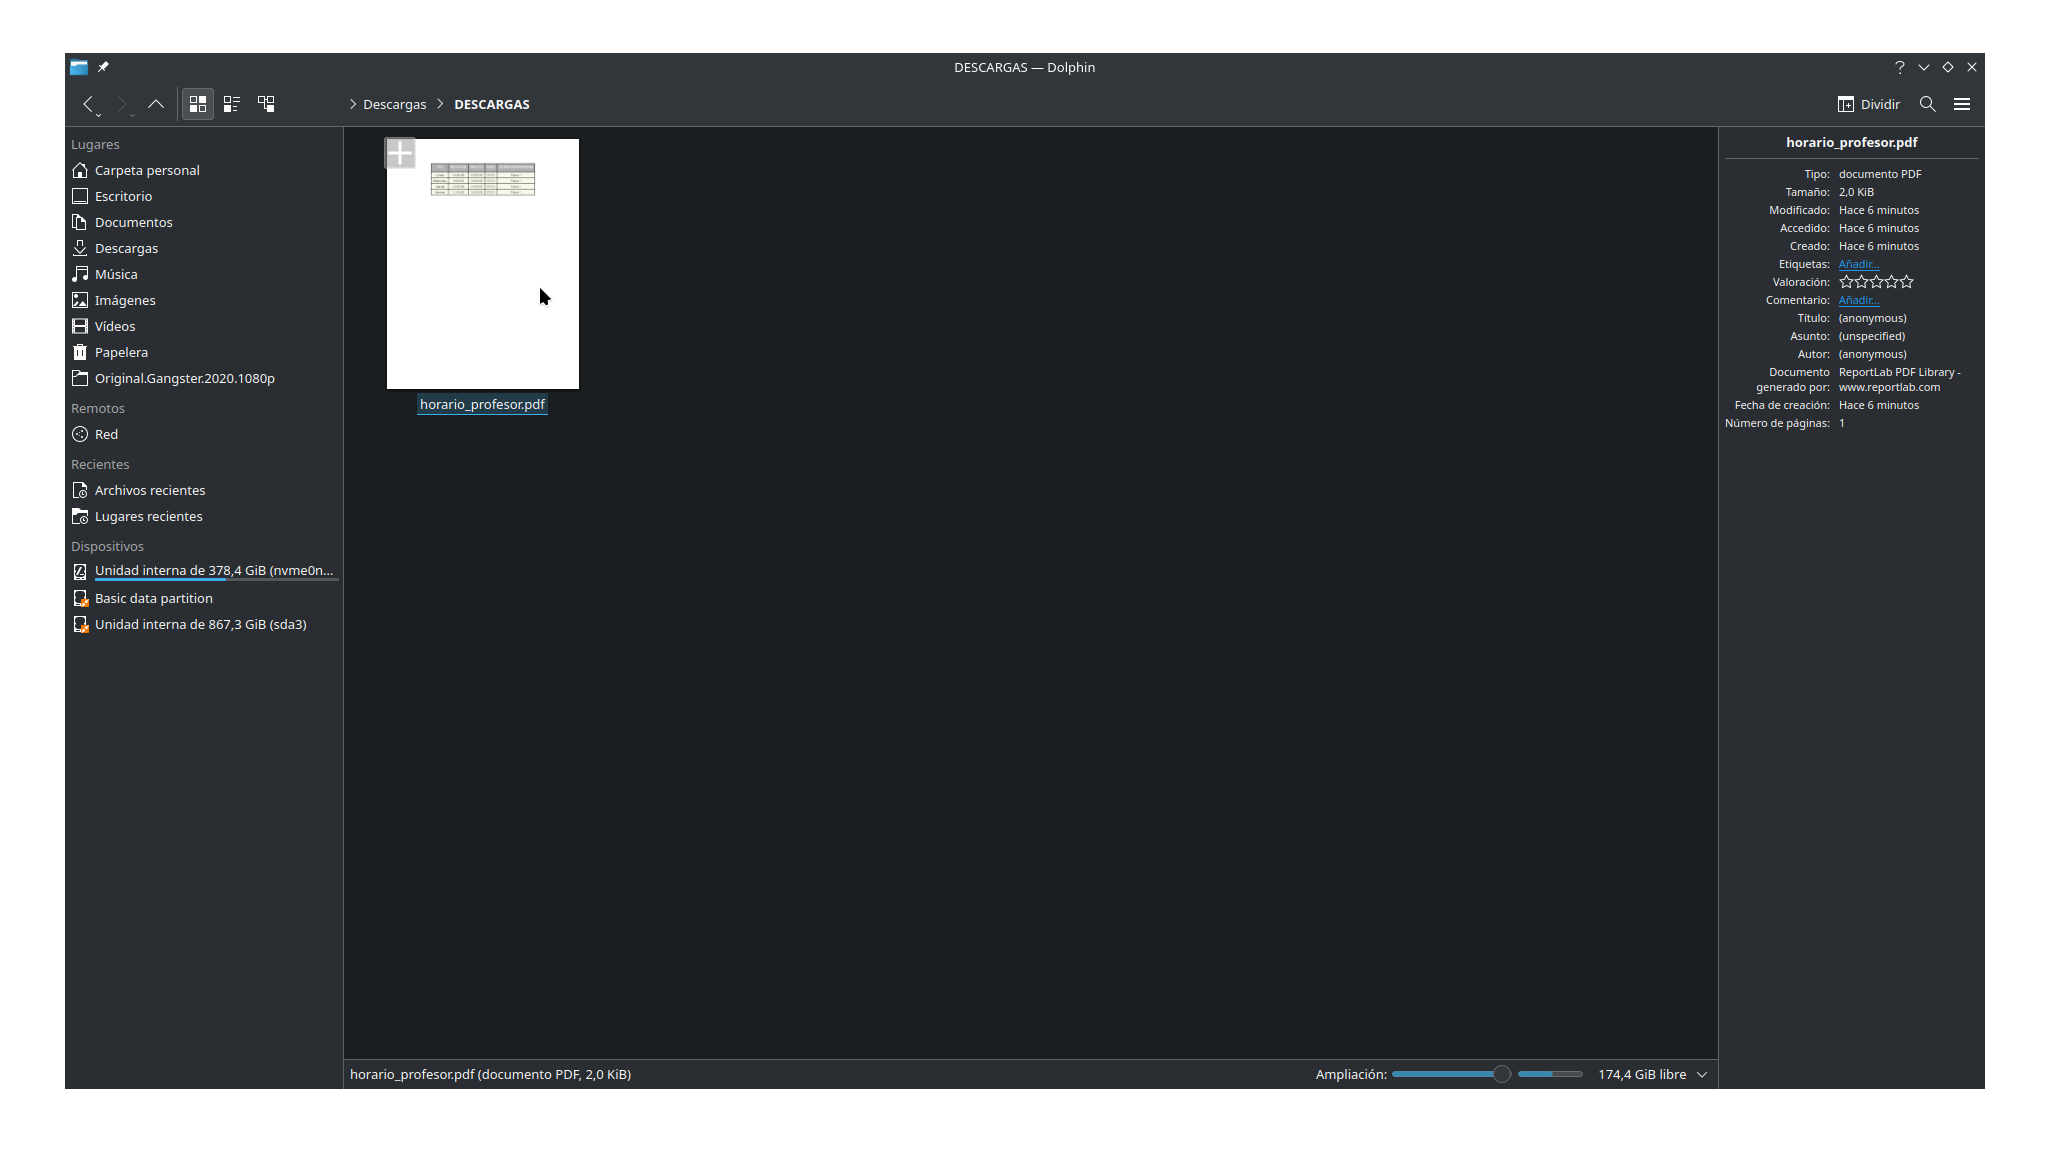 DESCARGAS — Dolphin
Descargas DESCARGAS
Dividir
Lugares
Carpeta personal
Escritorio
Documentos
Descargas
Música
Imágenes
Vídeos
Papelera
Original.Gangster.2020.1080p
Remotos
Red
Recientes
Archivos recientes
Lugares recientes
Dispositivos
Unidad interna de 378,4 GiB (nvme0n...
Basic data partition
Unidad interna de 867,3 GiB (sda3)
horario_profesor.pdf
horario_profesor.pdf
Tipo: documento PDF
Tamaño: 2,0 KiB
Modificado: Hace 6 minutos
Accedido: Hace 6 minutos
Creado: Hace 6 minutos
Etiquetas: Añadir...
Valoración:
Comentario: Añadir...
Título: (anonymous)
Asunto: (unspecified)
Autor: (anonymous)
Documento generado por: ReportLab PDF Library -
www.reportlab.com
Fecha de creación: Hace 6 minutos
Número de páginas: 1
horario_profesor.pdf (documento PDF, 2,0 KiB)
Ampliación:
174,4 GiB libre